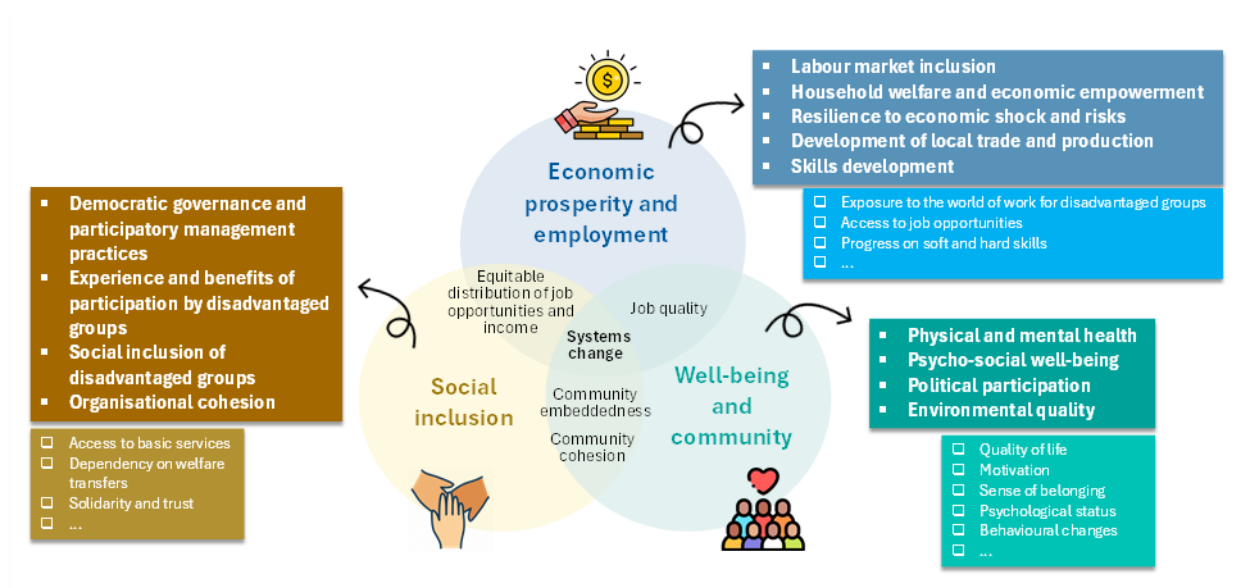 $
▪ Labour market inclusion
▪ Household welfare and economic empowerment
▪ Resilience to economic shock and risks
▪ Development of local trade and production
▪ Skills development
❑ Exposure to the world of work for disadvantaged groups
❑ Access to job opportunities
❑ Progress on soft and hard skills
❑ ...
Economic
prosperity and
employment
▪ Democratic governance and
participatory management
practices
▪ Experience and benefits of
participation by disadvantaged
groups
▪ Social inclusion of
disadvantaged groups
▪ Organisational cohesion
❑ Access to basic services
❑ Dependency on welfare
transfers
❑ Solidarity and trust
❑ ...
Equitable
distribution of job
opportunities and
income
Job quality
Systems
change
Social
inclusion
Community
embeddedness
Community
cohesion
Well-being
and
community
▪ Physical and mental health
▪ Psycho-social well-being
▪ Political participation
▪ Environmental quality
❑ Quality of life
❑ Motivation
❑ Sense of belonging
❑ Psychological status
❑ Behavioural changes
❑ ...